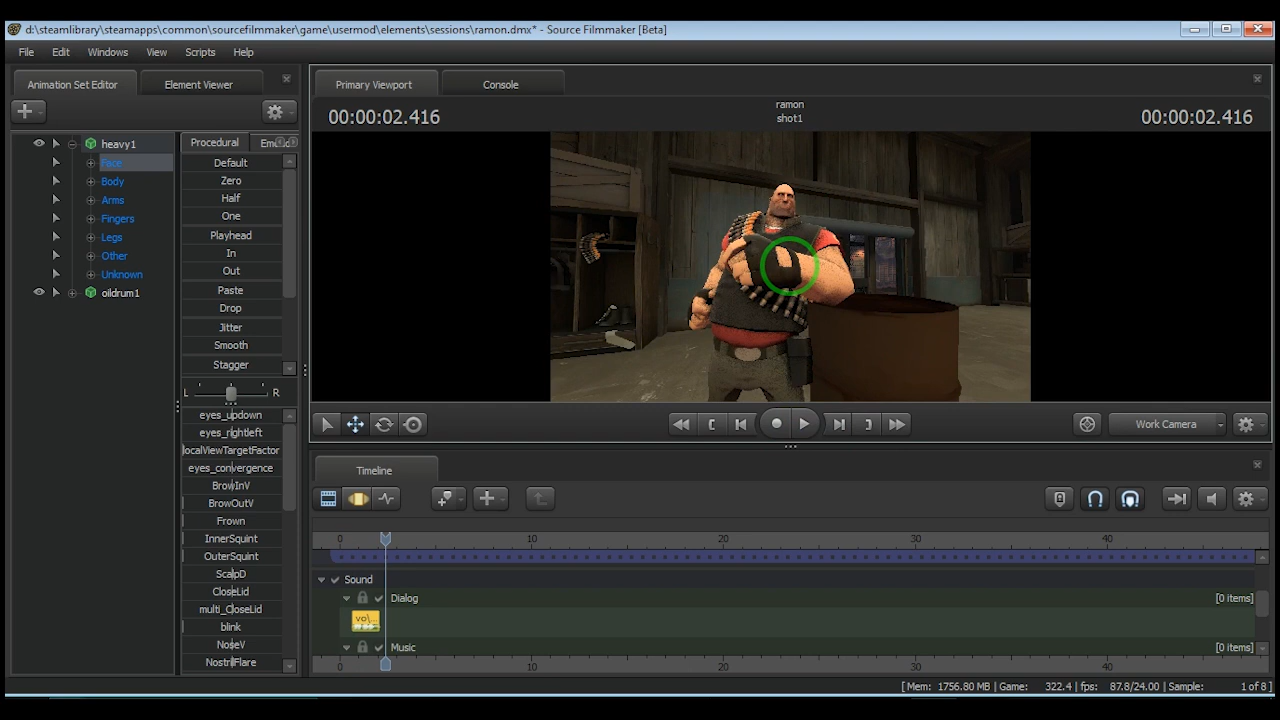 d:\steamlibrary\steamapps\common\sourcefilmmaker\game\usermod\elements\sessions\ramon.dmx* - Source Filmmaker [Beta]
File Edit Windows View Scripts Help
Animation Set Editor Element Viewer
Primary Viewport Console
00:00:02.416
ramon
shot1
00:00:02.416
heavy1
Face
Body
Arms
Fingers
Legs
Other
Unknown
oildrum1
Procedural
Default
Zero
Half
One
Playhead
In
Out
Paste
Drop
Jitter
Smooth
Stagger
L R
eyes_updown
eyes_rightleft
localViewTargetFactor
eyes_convergence
BrowInV
BrowOutV
Frown
InnerSquint
OuterSquint
ScalpD
CloseLid
multi_CloseLid
blink
NoseV
NostrilFlare
Work Camera
Timeline
0 10 20 30 40
Sound
Dialog [0 items]
vo\...
Music [0 items]
0 10 20 30 40
[ Mem: 1756.80 MB | Game: 322.4 | fps: 87.8/24.00 | Sample: 1 of 8 ]